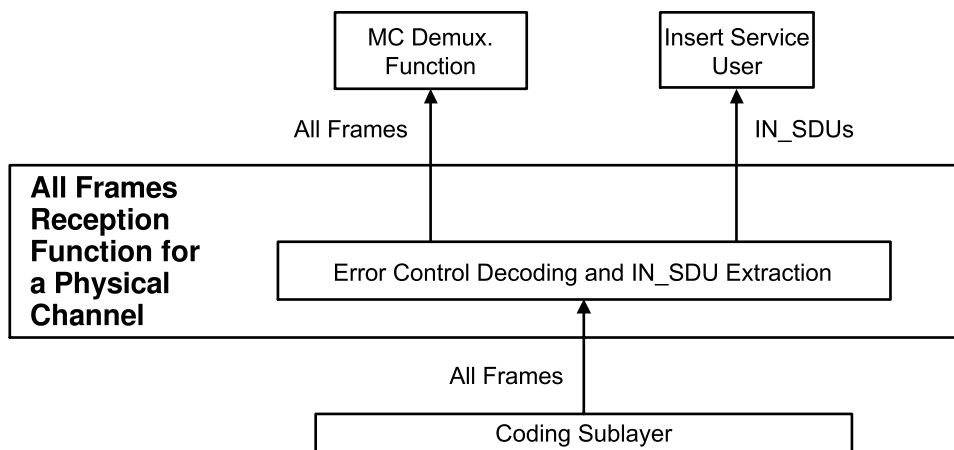 MC Demux.
Function
Insert Service
User
All Frames
IN_SDUs
All Frames
Reception
Function for
a Physical
Channel
Error Control Decoding and IN_SDU Extraction
All Frames
Coding Sublayer